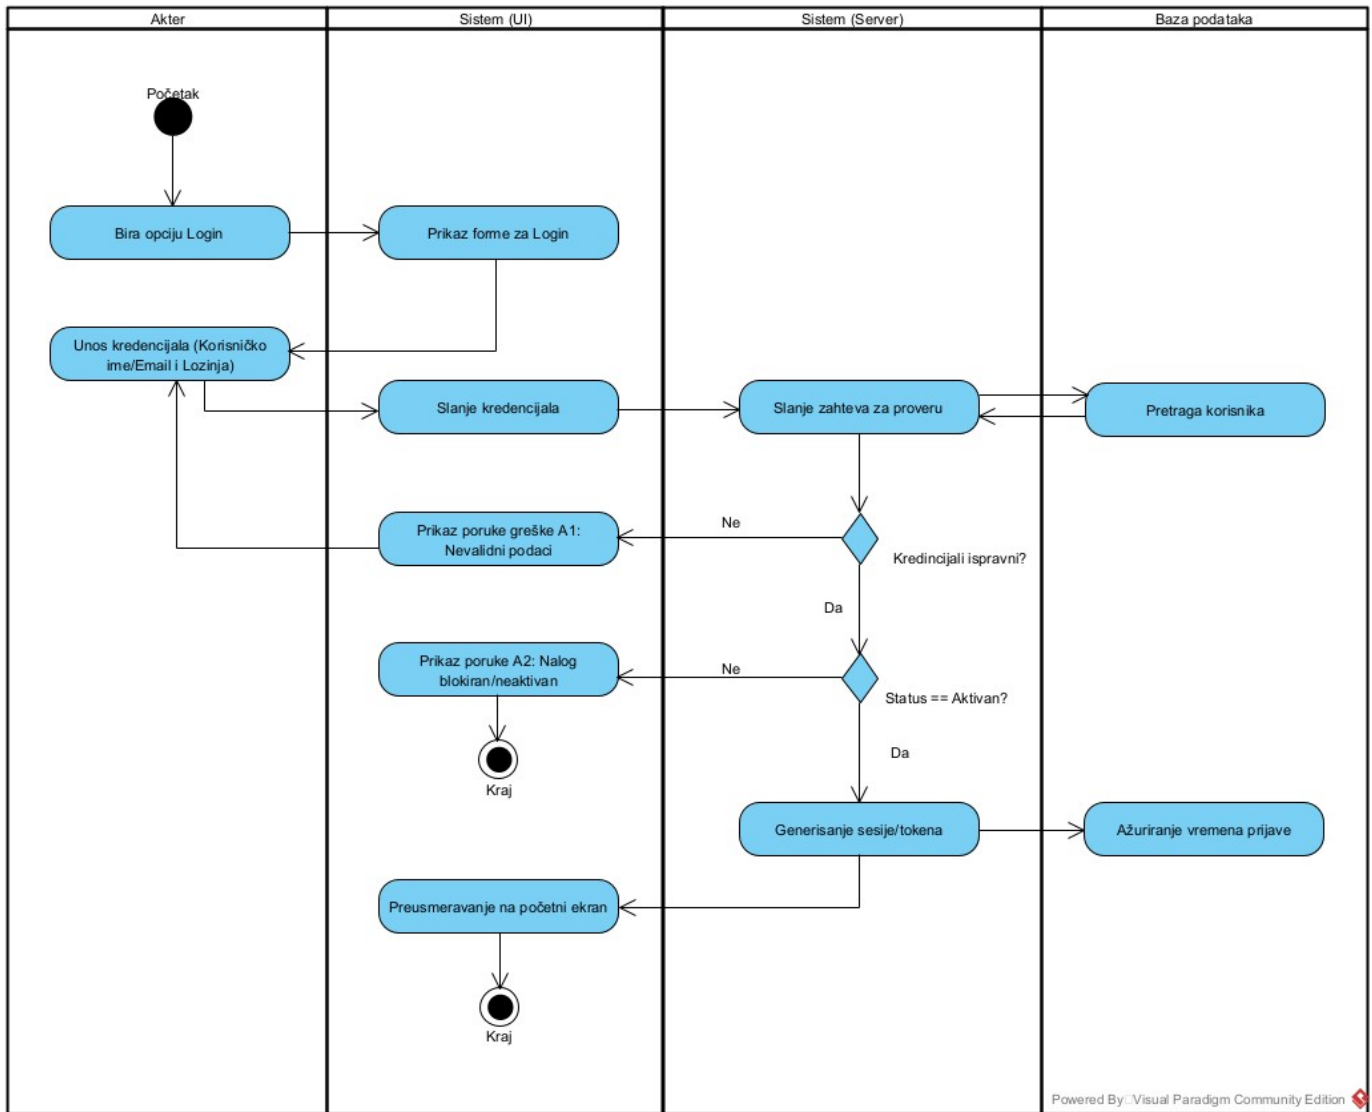 Akter
Sistem (UI)
Sistem (Server)
Baza podataka
Početak
Bira opciju Login
Prikaz forme za Login
Unos kredencijala (Korisničko
ime/Email i Lozinja)
Slanje kredencijala
Slanje zahteva za proveru
Pretraga korisnika
Prikaz poruke greške A1:
Nevalidni podaci
Ne
Kredincijali ispravni?
Da
Prikaz poruke A2: Nalog
blokiran/neaktivan
Ne
Status == Aktivan?
Da
Kraj
Generisanje sesije/tokena
Ažuriranje vremena prijave
Preusmeravanje na početni ekran
Kraj
Powered By Visual Paradigm Community Edition